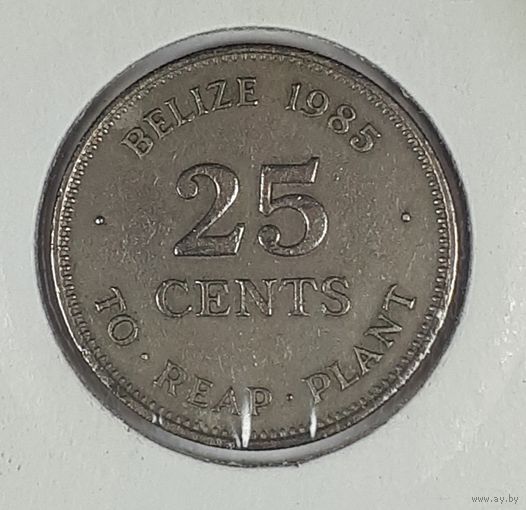 BELIZE 1985
25
CENTS
TO · REAP · PLANT
www.ay.by